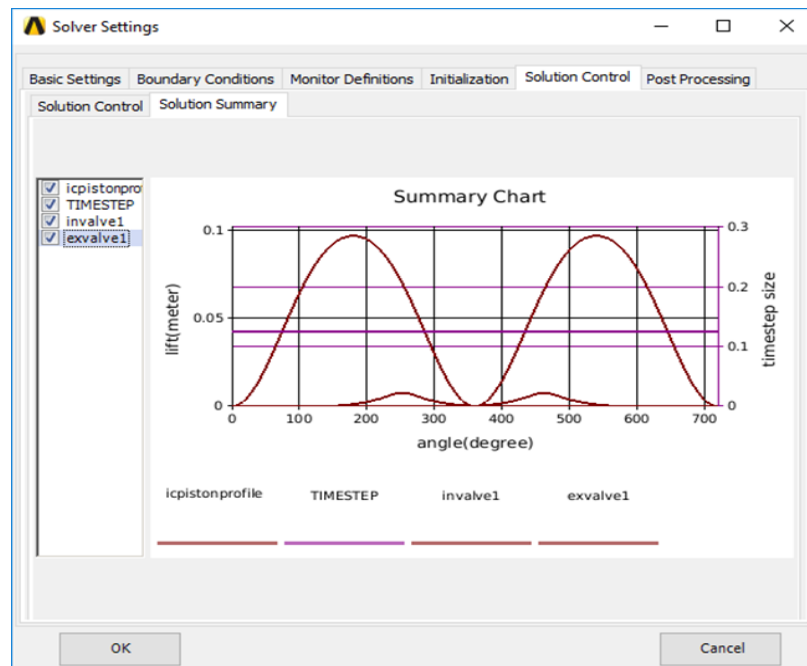 Solver Settings
Basic Settings Boundary Conditions Monitor Definitions Initialization Solution Control Post Processing
Solution Control Solution Summary
icpistonpro
TIMESTEP
invalve1
exvalve1
Summary Chart
0.1
0.05
0
lift(meter)
0.3
0.2
0.1
0
timestep size
0 100 200 300 400 500 600 700
angle(degree)
icpistonprofile TIMESTEP invalve1 exvalve1
OK Cancel